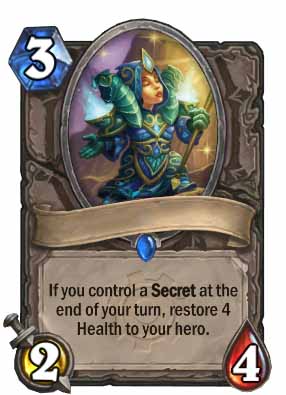 3
If you control a Secret at the
end of your turn, restore 4
Health to your hero.
2
4